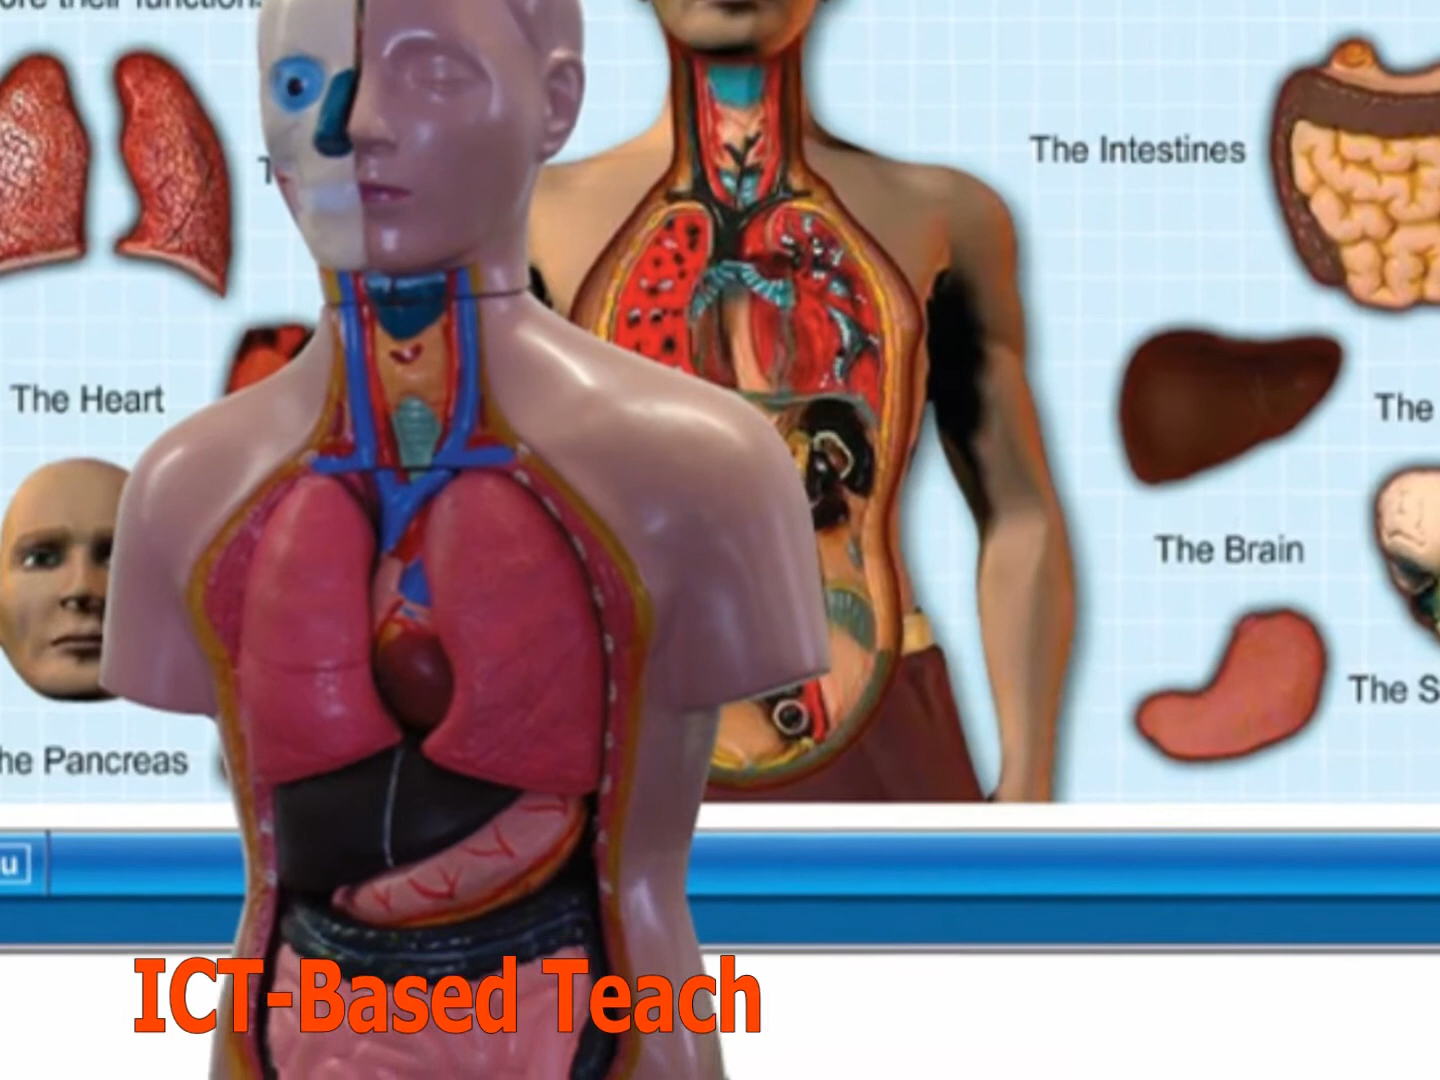 The Intestines
The Heart
The
The Brain
The S
he Pancreas
u
ICT-Based Teach